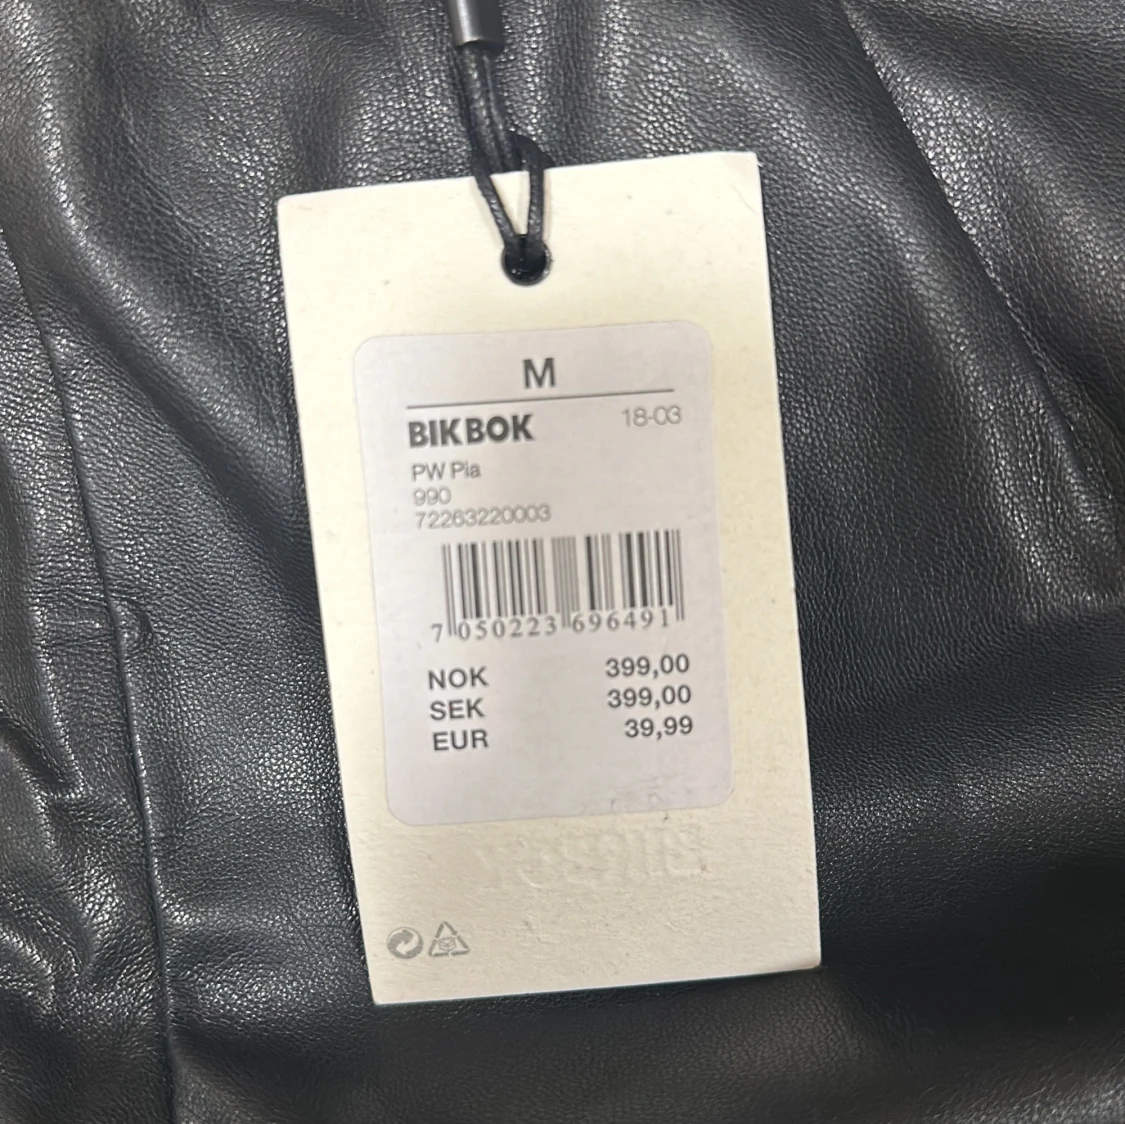 M
BIKBOK 18-03
PW Pia
990
72263220003
7 050223 696491
NOK 399,00
SEK 399,00
EUR 39,99